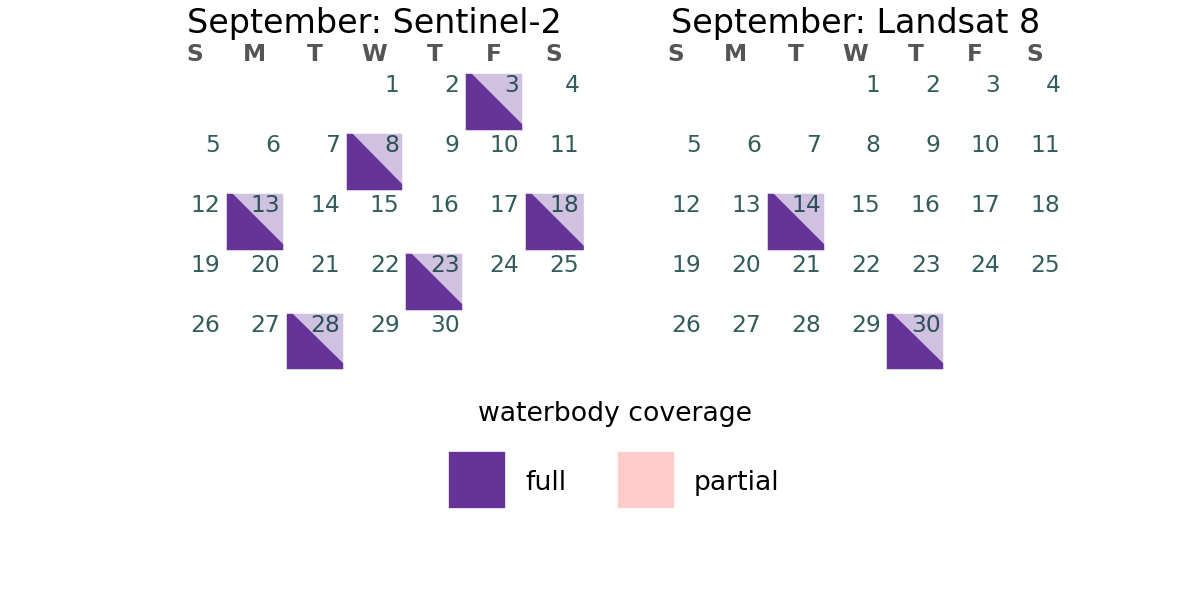 September: Sentinel-2
S M T W T F S
1 2 3 4
5 6 7 8 9 10 11
12 13 14 15 16 17 18
19 20 21 22 23 24 25
26 27 28 29 30
September: Landsat 8
S M T W T F S
1 2 3 4
5 6 7 8 9 10 11
12 13 14 15 16 17 18
19 20 21 22 23 24 25
26 27 28 29 30
waterbody coverage
full
partial